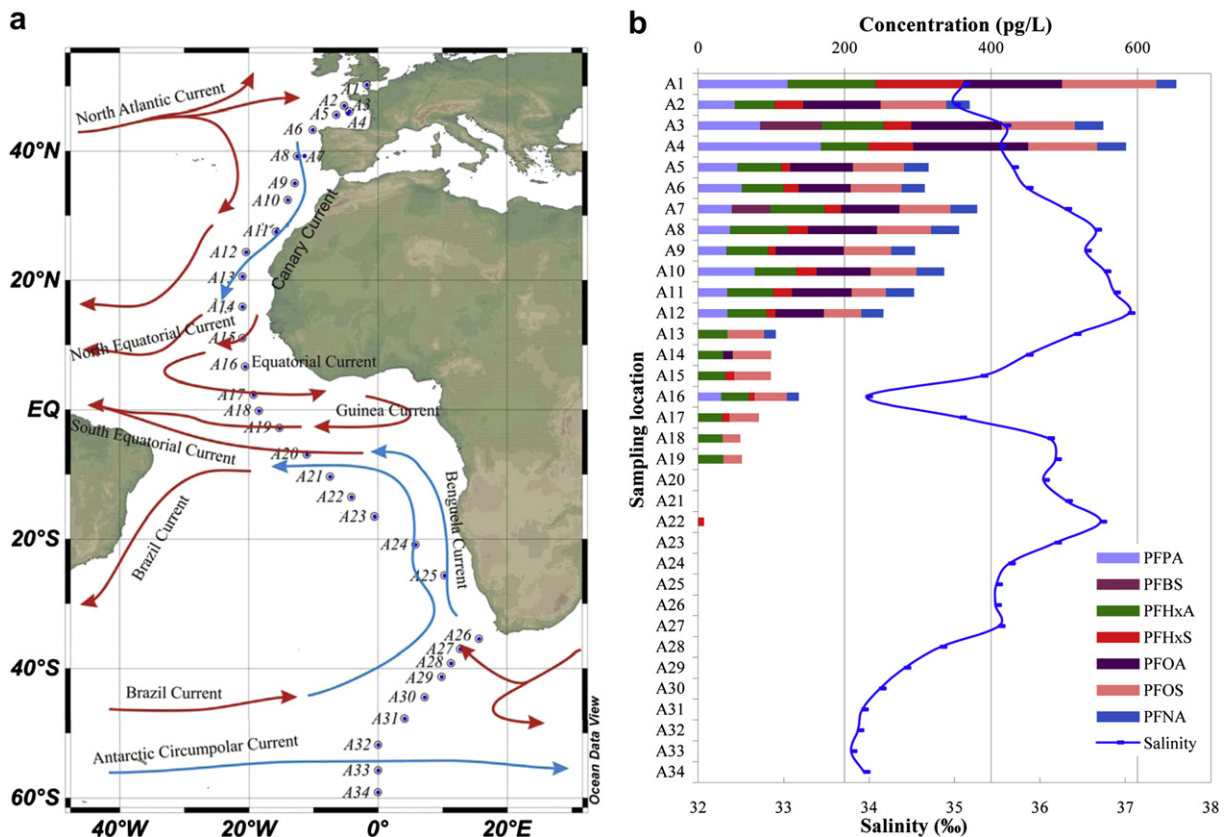 a
North Atlantic Current
A1
A2
A3
A5
A4
A6
A8
A7
A9
A10
A11
A12
A13
A14
A15
A16
A17
A18
A19
A20
A21
A22
A23
A24
A25
A26
A27
A28
A29
A30
A31
A32
A33
A34
Canary Current
North Equatorial Current
Equatorial Current
Guinea Current
South Equatorial Current
Benguela Current
Brazil Current
Brazil Current
Antarctic Circumpolar Current
Ocean Data View
40°N
20°N
EQ
20°S
40°S
60°S
40°W
20°W
0°
20°E
b
Concentration (pg/L)
0
200
400
600
Sampling location
A1
A2
A3
A4
A5
A6
A7
A8
A9
A10
A11
A12
A13
A14
A15
A16
A17
A18
A19
A20
A21
A22
A23
A24
A25
A26
A27
A28
A29
A30
A31
A32
A33
A34
PFPA
PFBS
PFHxA
PFHxS
PFOA
PFOS
PFNA
Salinity
32
33
34
35
36
37
38
Salinity (‰)